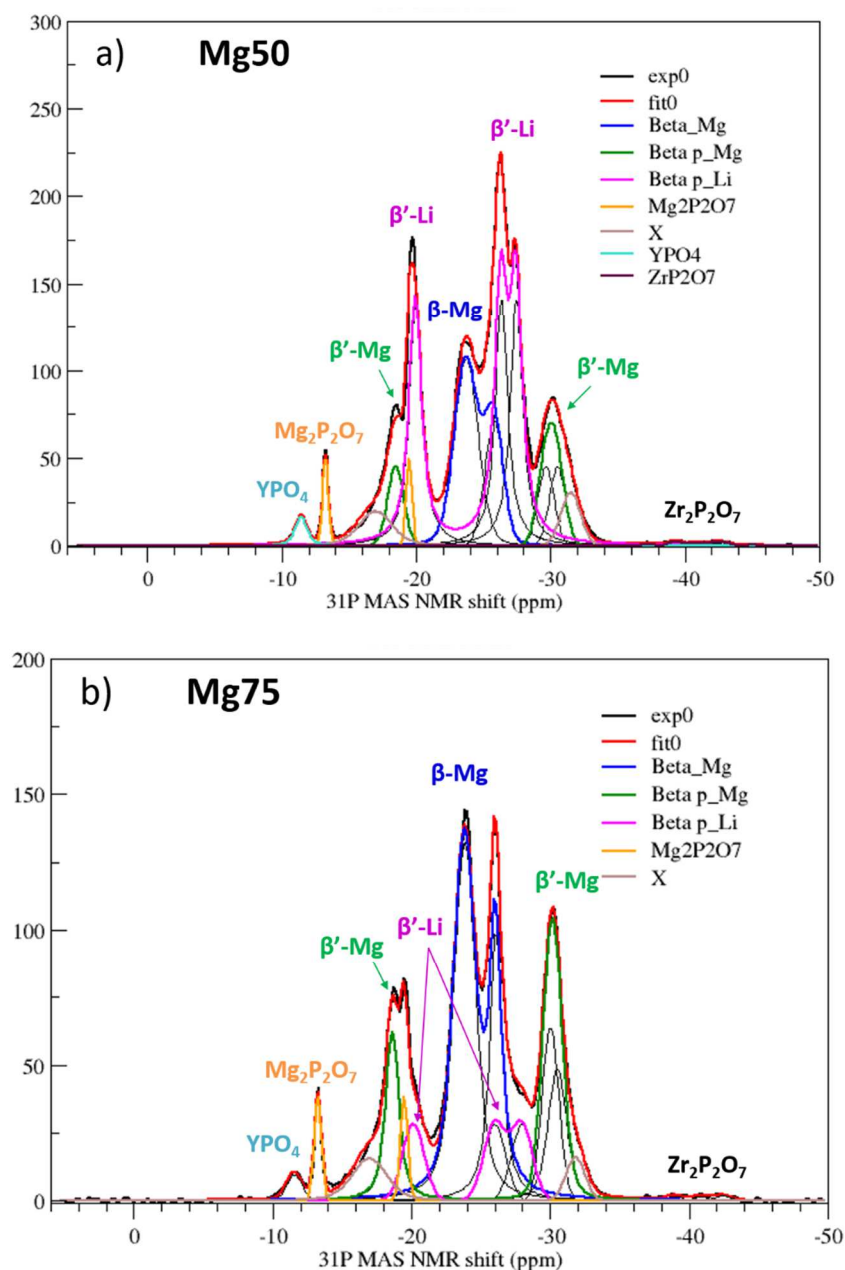 a) Mg50
300
250
200
150
100
50
0
exp0
fit0
Beta_Mg
Beta p_Mg
Beta p_Li
Mg2P2O7
X
YPO4
ZrP2O7
β'-Li
β'-Li
β-Mg
β'-Mg
β'-Mg
Mg₂P₂O₇
YPO₄
Zr₂P₂O₇
0 -10 -20 -30 -40 -50
31P MAS NMR shift (ppm)
b) Mg75
200
150
100
50
0
exp0
fit0
Beta_Mg
Beta p_Mg
Beta p_Li
Mg2P2O7
X
β-Mg
β'-Mg
β'-Li
β'-Mg
Mg₂P₂O₇
YPO₄
Zr₂P₂O₇
0 -10 -20 -30 -40 -50
31P MAS NMR shift (ppm)